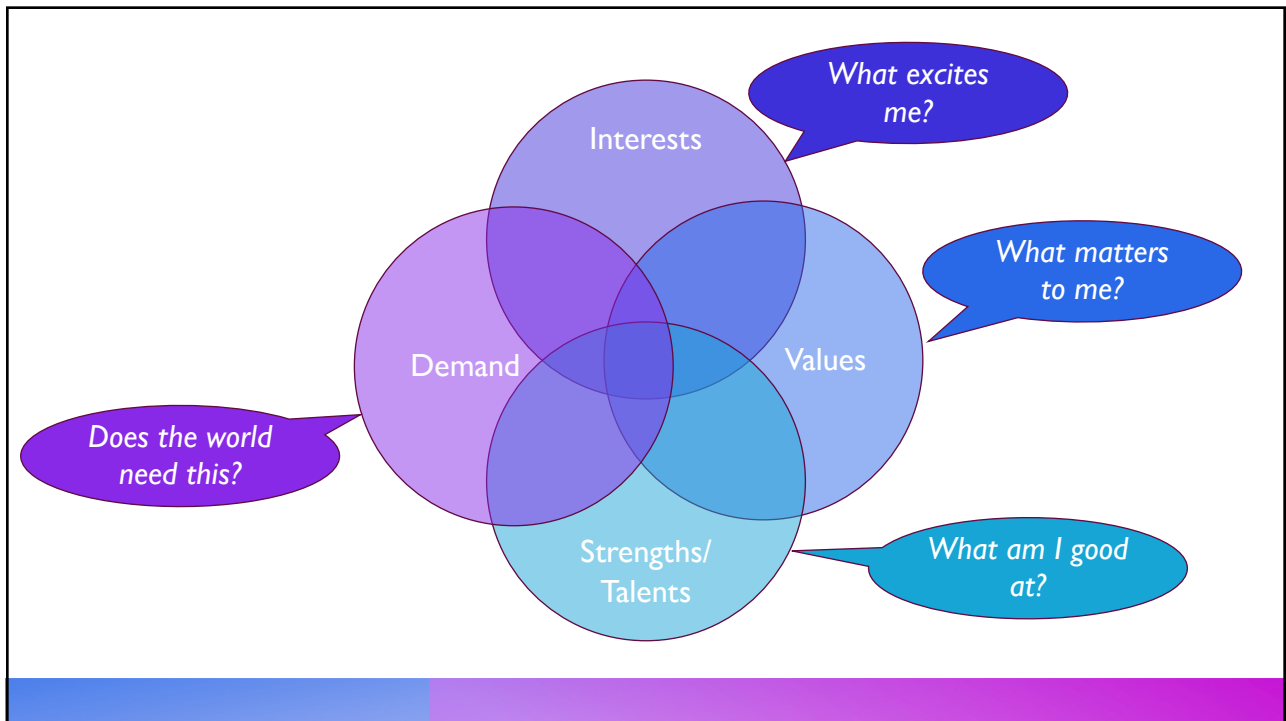 What excites
me?
Interests
What matters
to me?
Demand
Values
Does the world
need this?
Strengths/
Talents
What am I good
at?